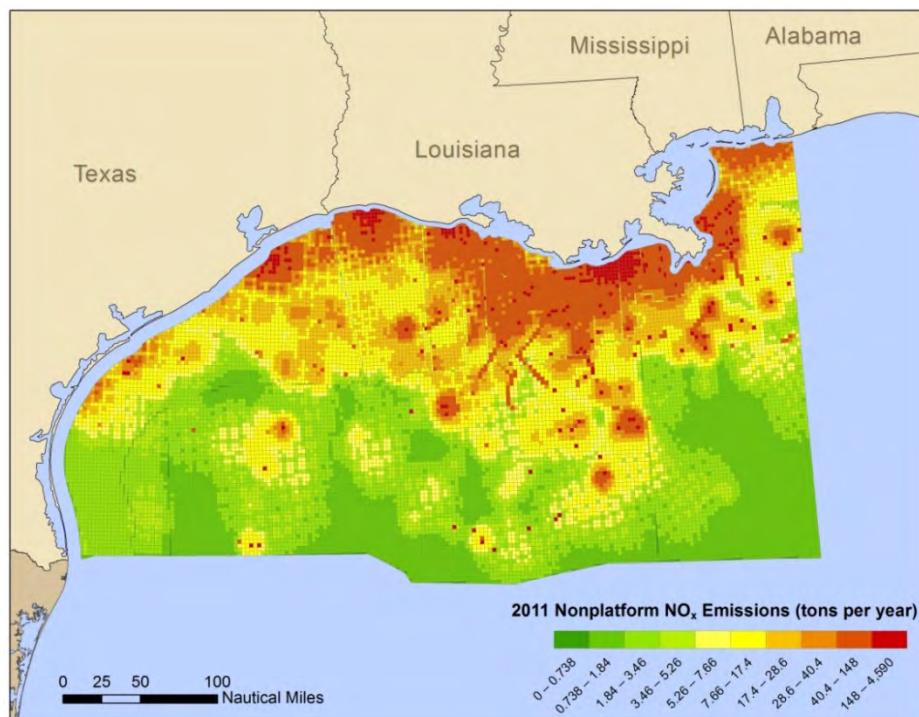 Mississippi
Alabama
Louisiana
Texas
2011 Nonplatform NOx Emissions (tons per year)
0 – 0.738
0.738 – 1.84
1.84 – 3.46
3.46 – 5.26
5.26 – 7.66
7.66 – 17.4
17.4 – 28.6
28.6 – 40.4
40.4 – 148
148 – 4,590
0 25 50 100
Nautical Miles